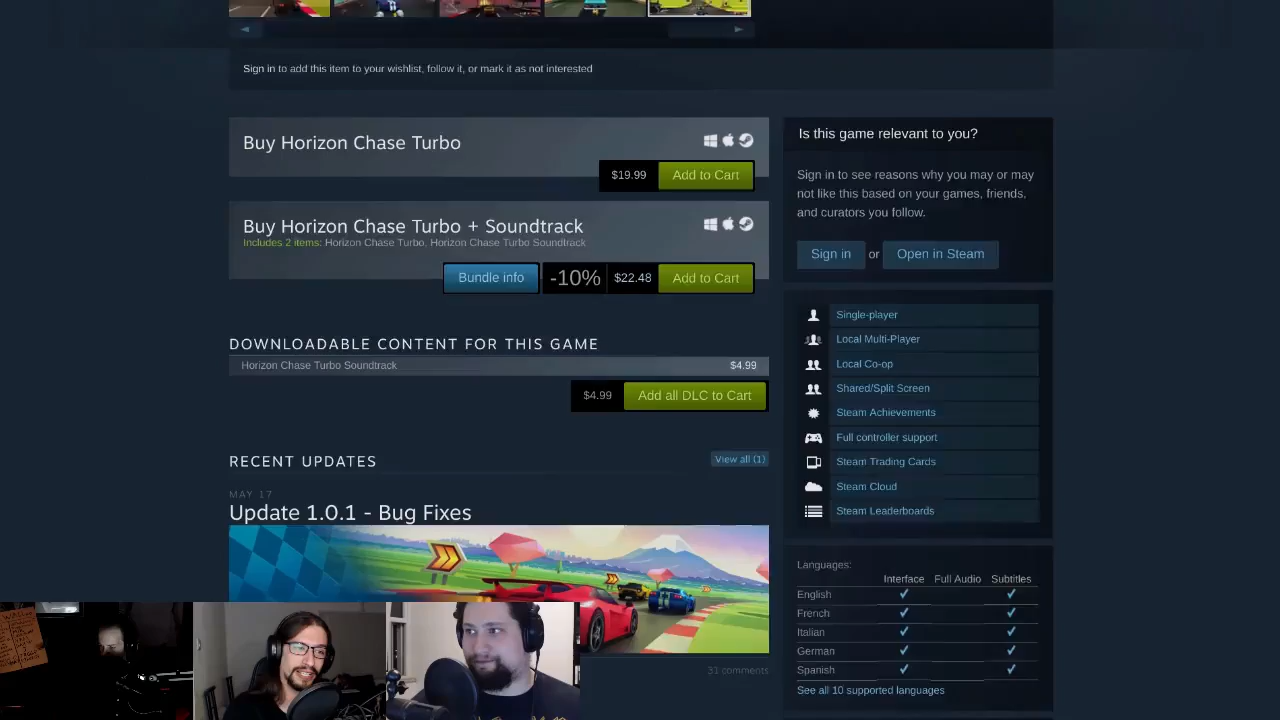 Sign in to add this item to your wishlist, follow it, or mark it as not interested
Buy Horizon Chase Turbo
$19.99
Add to Cart
Buy Horizon Chase Turbo + Soundtrack
Includes 2 items: Horizon Chase Turbo, Horizon Chase Turbo Soundtrack
Bundle info
-10%
$22.48
Add to Cart
DOWNLOADABLE CONTENT FOR THIS GAME
Horizon Chase Turbo Soundtrack
$4.99
$4.99
Add all DLC to Cart
RECENT UPDATES
View all (1)
MAY 17
Update 1.0.1 - Bug Fixes
31 comments
Is this game relevant to you?
Sign in to see reasons why you may or may
not like this based on your games, friends,
and curators you follow.
Sign in or Open in Steam
Single-player
Local Multi-Player
Local Co-op
Shared/Split Screen
Steam Achievements
Full controller support
Steam Trading Cards
Steam Cloud
Steam Leaderboards
Languages:
Interface Full Audio Subtitles
English
French
Italian
German
Spanish
See all 10 supported languages